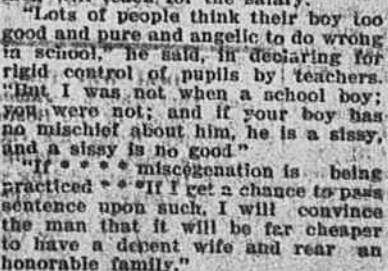 for the salary.
"Lots of people think their boy too
good and pure and angelic to do wrong
in school," he said, in declaring for
rigid control of pupils by teachers.
"But I was not when a school boy;
you were not; and if your boy has
no mischief about him, he is a sissy,
and a sissy is no good"
"If * * * * miscegenation is being
practiced * * * If I get a chance to pass
sentence upon such, I will convince
the man that it will be far cheaper
to have a decent wife and rear an
honorable family."